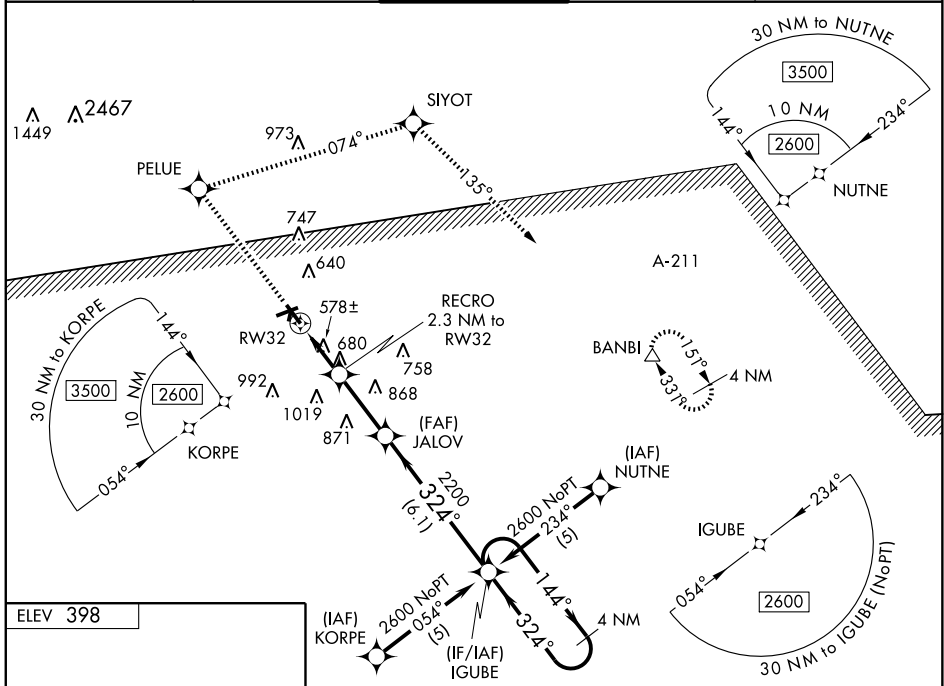 30 NM to NUTNE
3500
10 NM
144°
234°
2600
NUTNE
1449
2467
SIYOT
973
074°
PELUE
135°
747
640
A-211
578±
RECRO
2.3 NM to
RW32
RW32
680
758
BANBI
151°
331°
4 NM
30 NM to KORPE
144°
3500
10 NM
2600
054°
KORPE
992
1019
868
871
(FAF)
JALOV
2200
324°
(6.1)
(IAF)
NUTNE
2600 NoPT
234°
(5)
IGUBE
234°
054°
2600
30 NM to IGUBE (NoPT)
144°
324°
4 NM
(IF/IAF)
IGUBE
(IAF)
KORPE
2600 NoPT
054°
(5)
ELEV 398